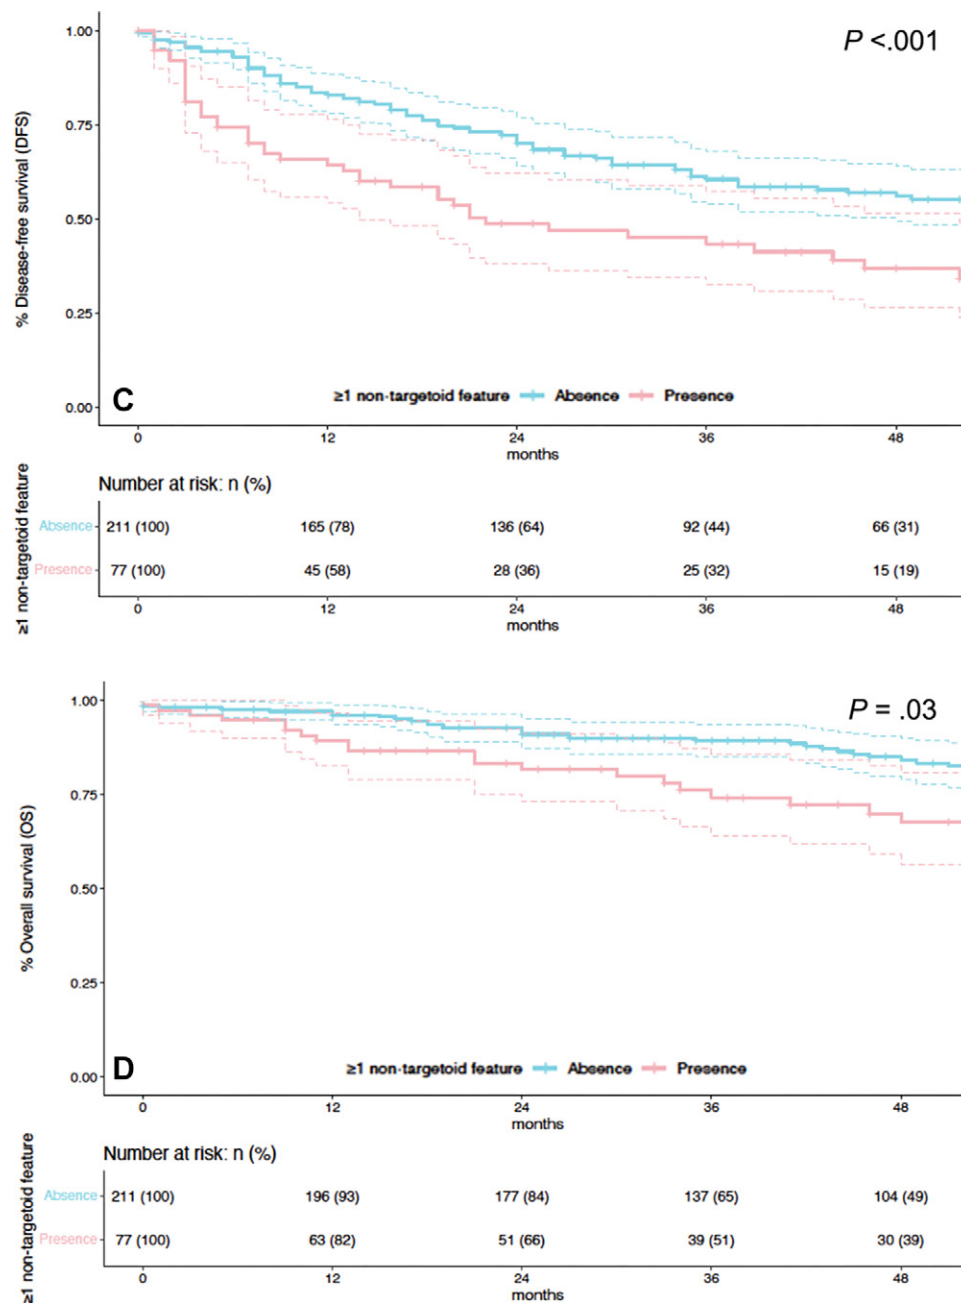 P <.001
1.00
0.75
0.50
0.25
0.00
% Disease-free survival (DFS)
C
≥1 non-targetoid feature Absence Presence
0 12 24 36 48
months
Number at risk: n (%)
≥1 non-targetoid feature
Absence 211 (100) 165 (78) 136 (64) 92 (44) 66 (31)
Presence 77 (100) 45 (58) 28 (36) 25 (32) 15 (19)
0 12 24 36 48
months
P = .03
1.00
0.75
0.50
0.25
0.00
% Overall survival (OS)
D
≥1 non-targetoid feature Absence Presence
0 12 24 36 48
months
Number at risk: n (%)
≥1 non-targetoid feature
Absence 211 (100) 196 (93) 177 (84) 137 (65) 104 (49)
Presence 77 (100) 63 (82) 51 (66) 39 (51) 30 (39)
0 12 24 36 48
months